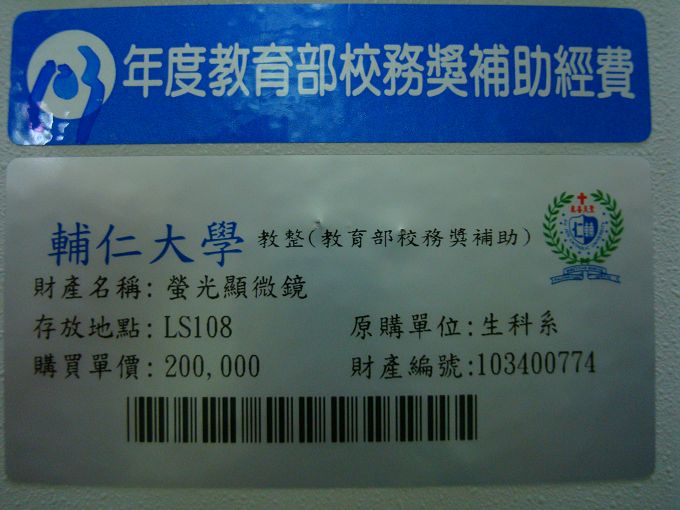 年度教育部校務獎補助經費
輔仁大學 教整(教育部校務獎補助)
財產名稱: 螢光顯微鏡
存放地點: LS108 原購單位: 生科系
購買單價: 200,000 財產編號:103400774